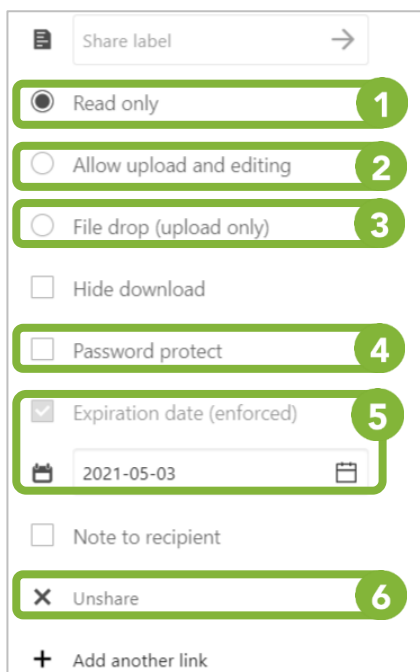 Share label
Read only 1
Allow upload and editing 2
File drop (upload only) 3
Hide download
Password protect 4
Expiration date (enforced) 5
2021-05-03
Note to recipient
Unshare 6
Add another link